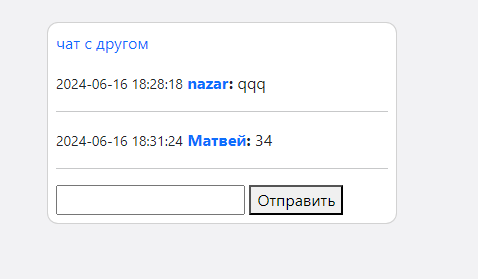 чат с другом
2024-06-16 18:28:18 nazar: qqq
2024-06-16 18:31:24 Матвей: 34
Отправить